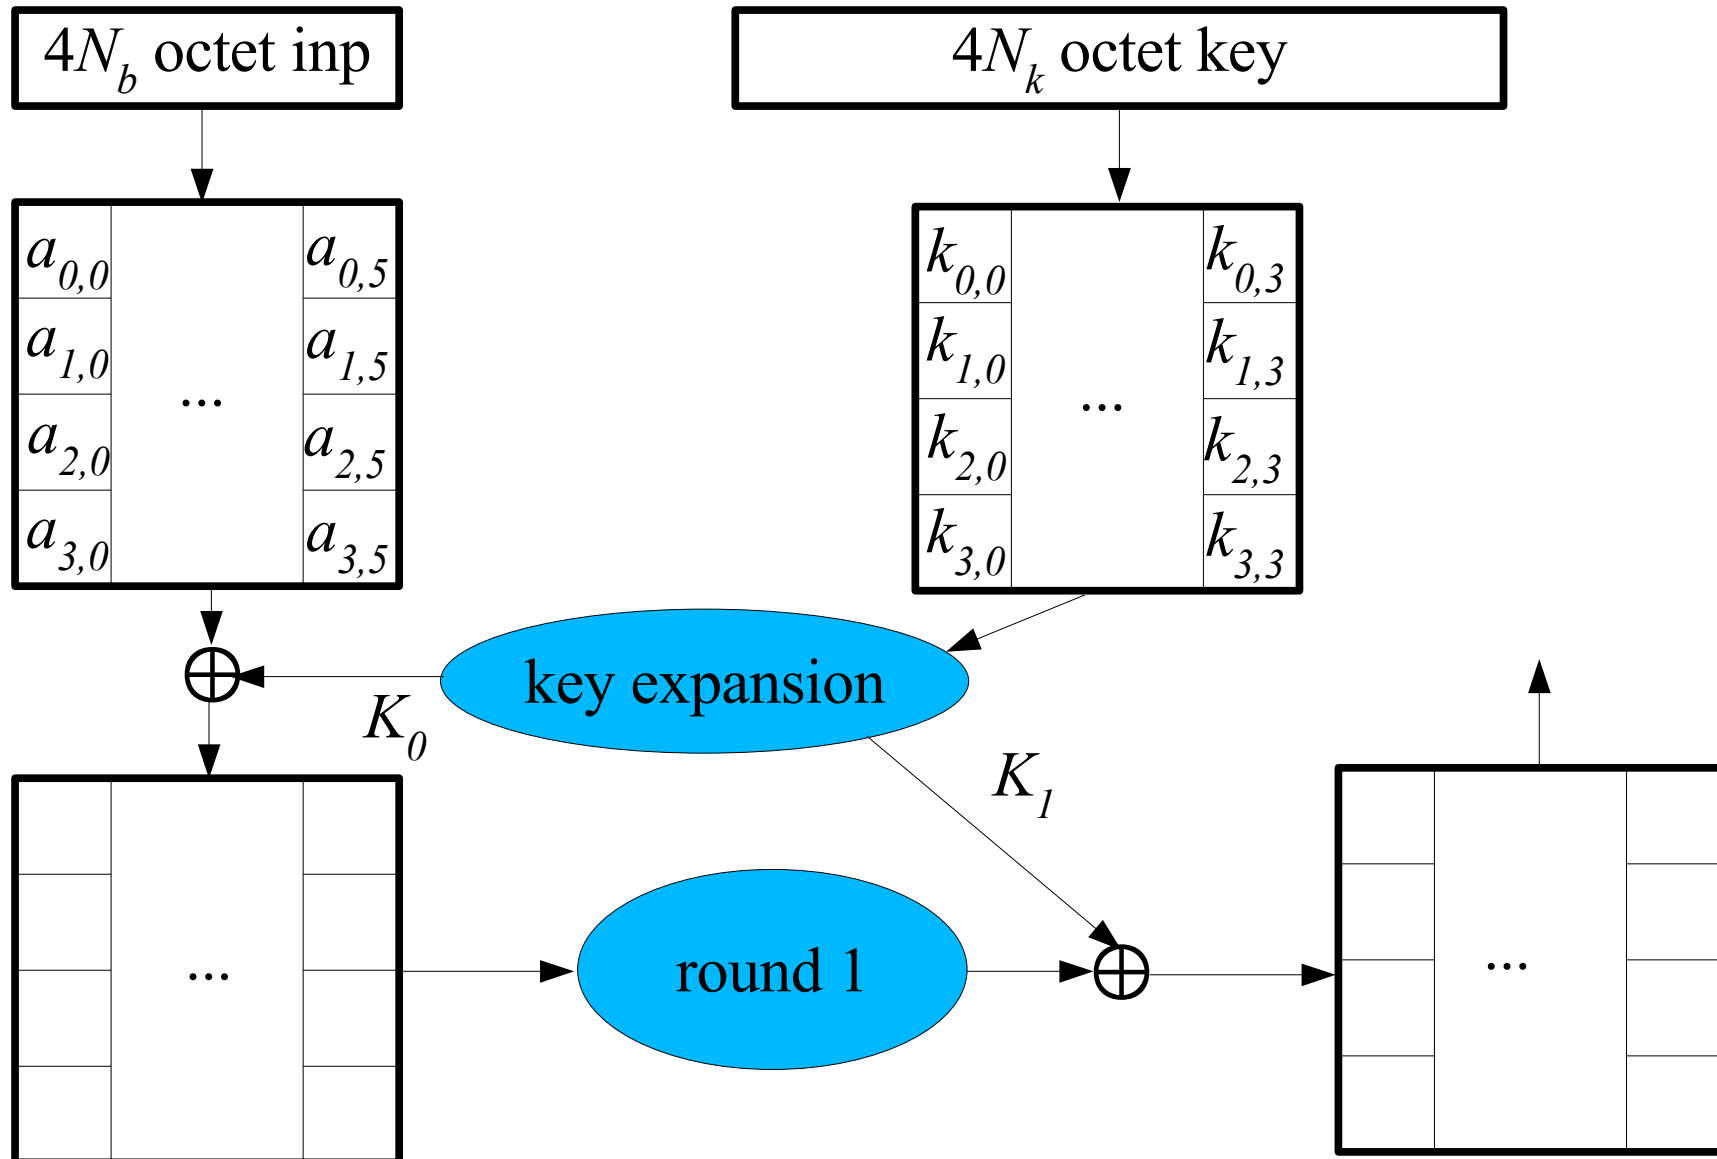 4N_b octet inp
4N_k octet key
a_0,0 a_0,5
a_1,0 a_1,5
... 
a_2,0 a_2,5
a_3,0 a_3,5
k_0,0 k_0,3
k_1,0 k_1,3
...
k_2,0 k_2,3
k_3,0 k_3,3
key expansion
K_0
K_1
...
round 1
...